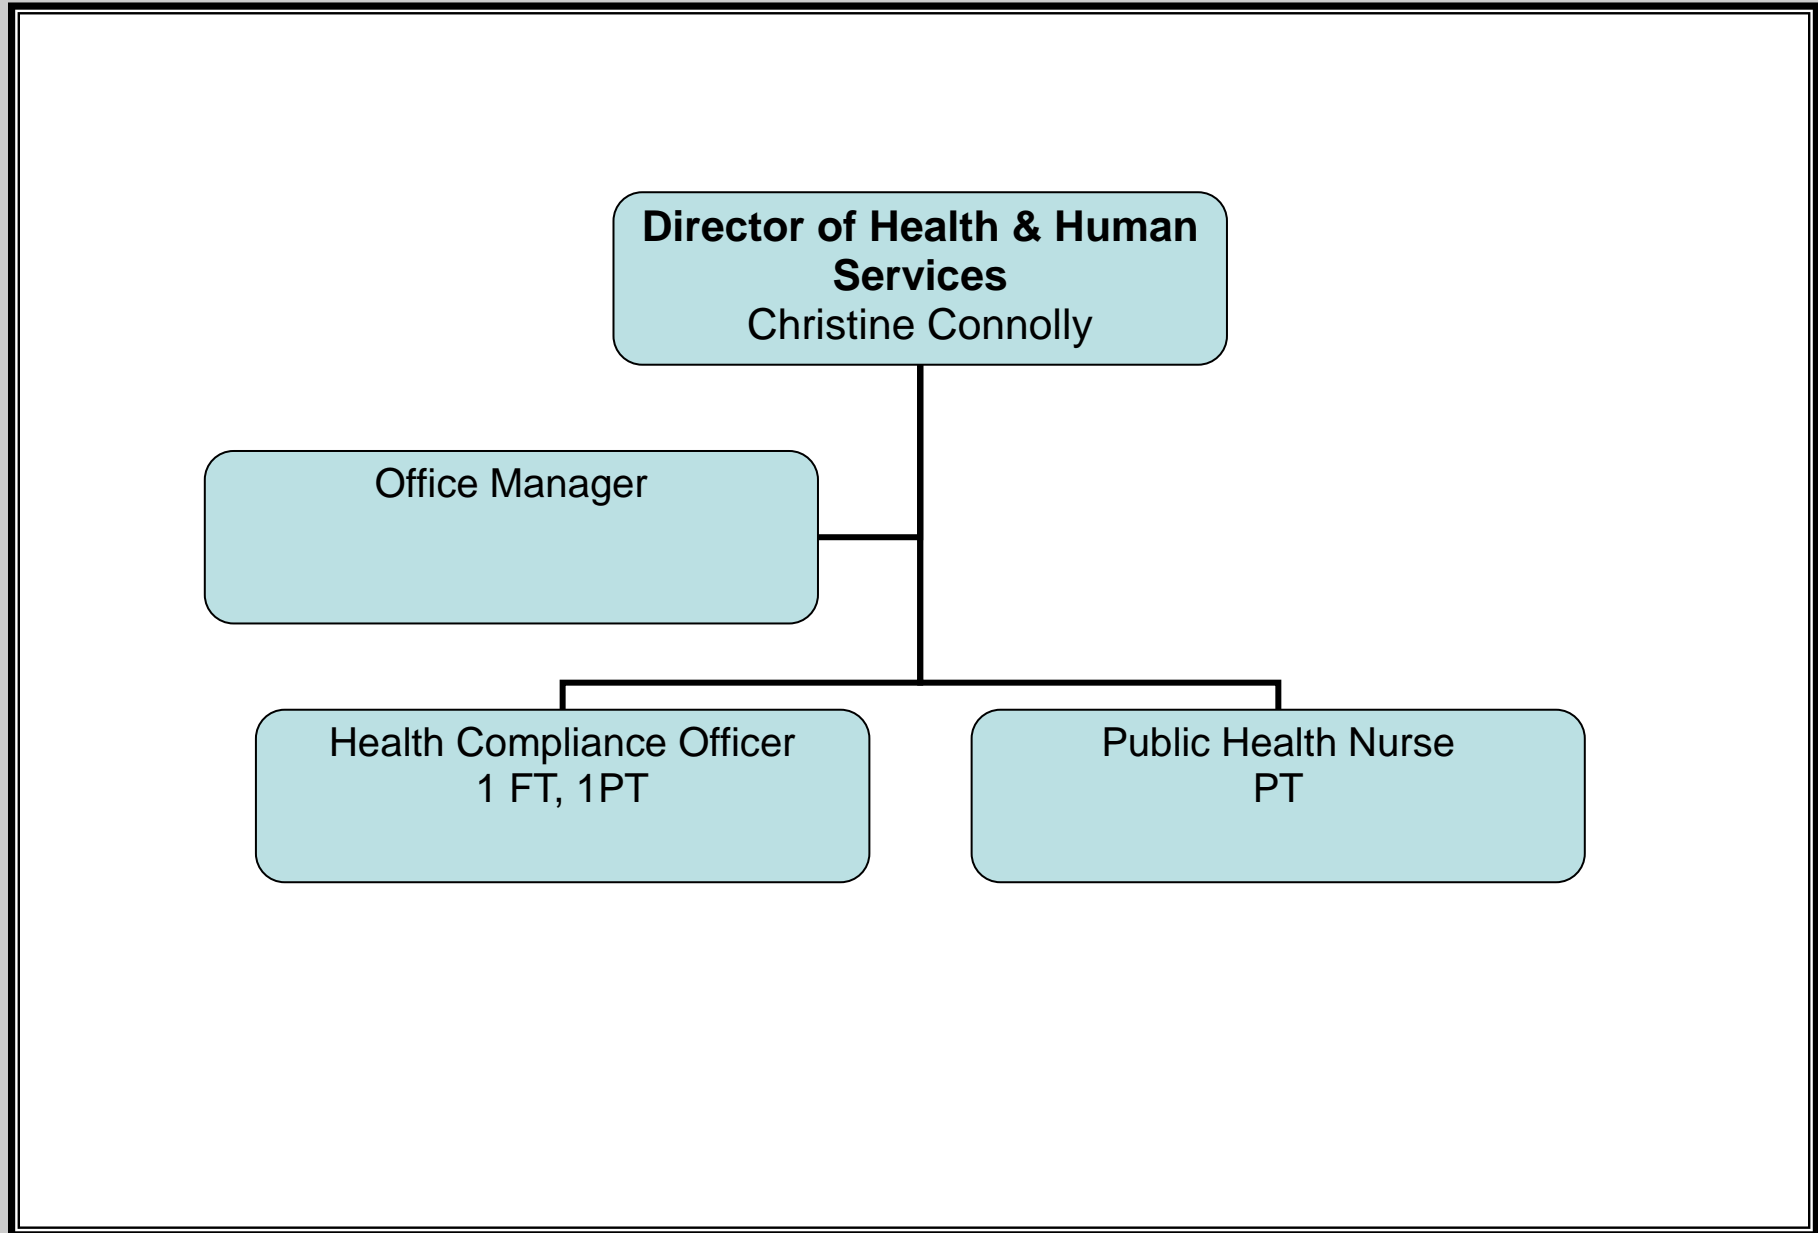 Director of Health & Human
Services
Christine Connolly
Office Manager
Health Compliance Officer
1 FT, 1PT
Public Health Nurse
PT